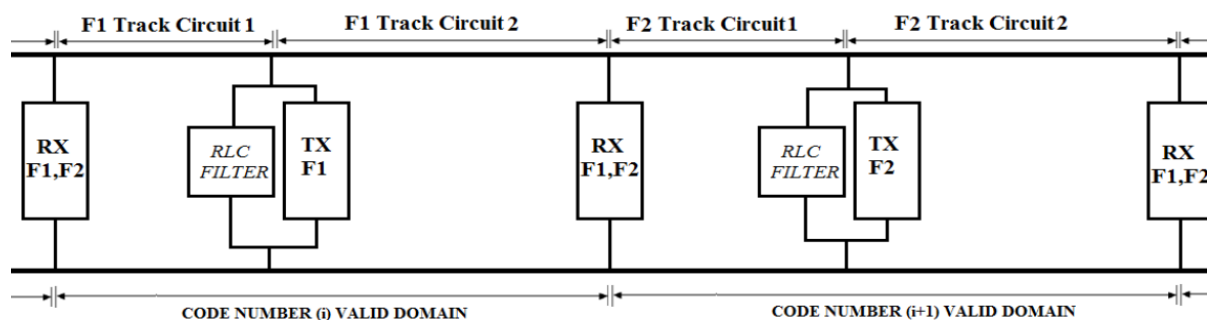 F1 Track Circuit 1
F1 Track Circuit 2
F2 Track Circuit 1
F2 Track Circuit 2
RX
F1,F2
RLC
FILTER
TX
F1
RX
F1,F2
RLC
FILTER
TX
F2
RX
F1,F2
CODE NUMBER (i) VALID DOMAIN
CODE NUMBER (i+1) VALID DOMAIN